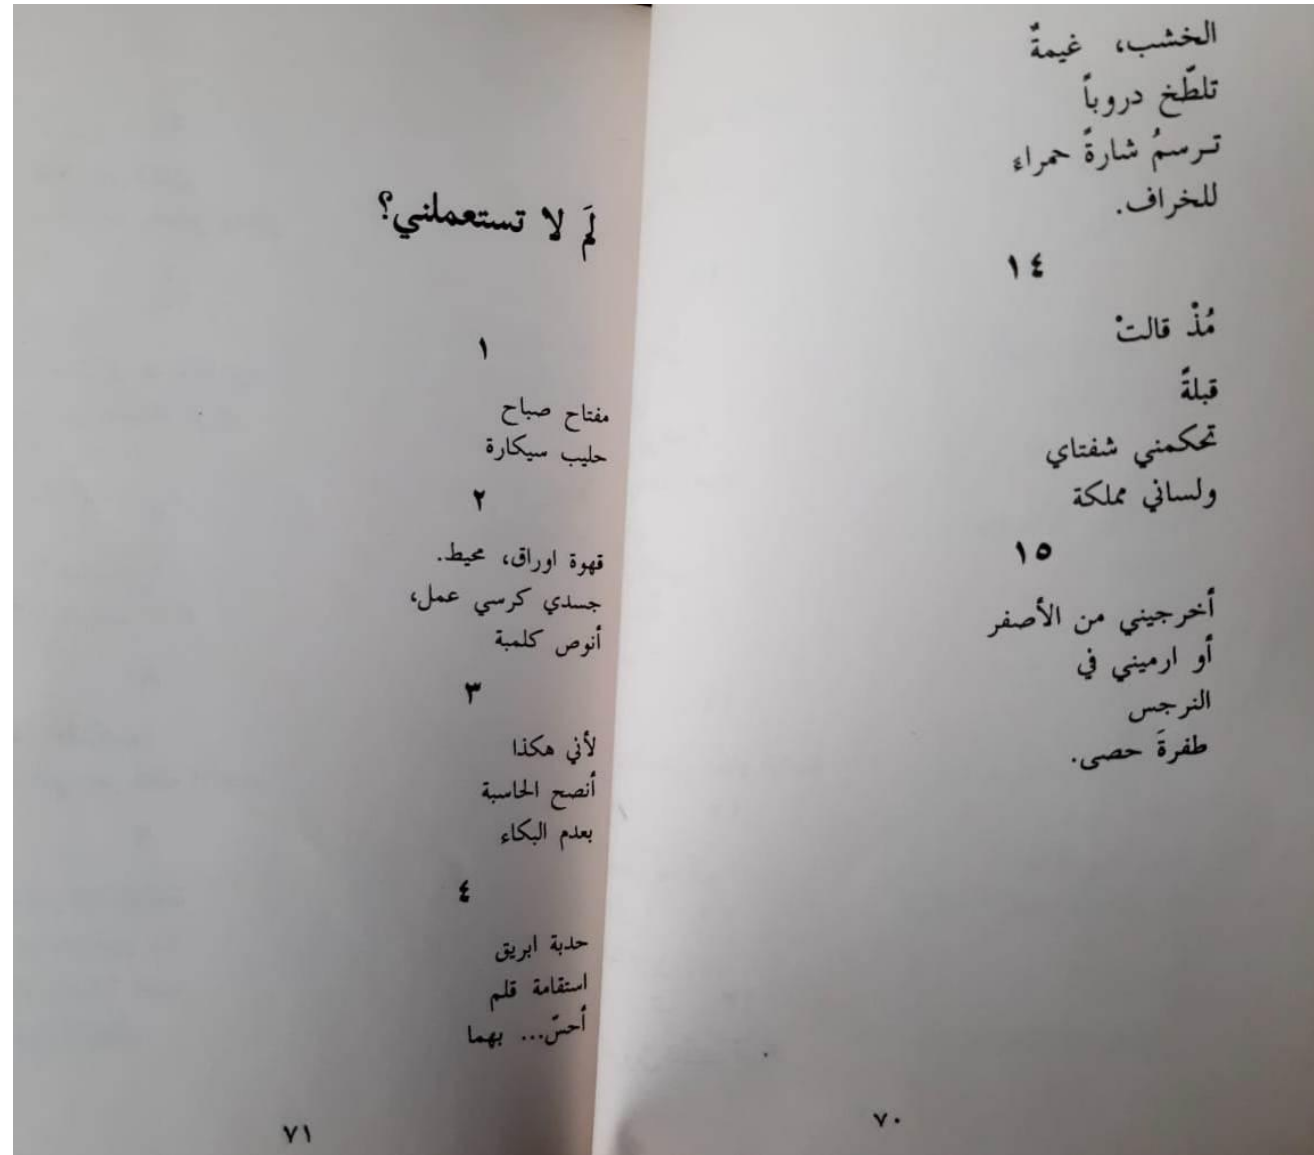 الخشب، غيمةٌ
تلطّخ دروباً
ترسمُ شارةً حمراء
للخراف.
١٤
مُذْ قالتْ
قبلةً
تحكمني شفتاي
ولساني مملكة
١٥
أخرجيني من الأصفر
أو ارميني في
النرجس
طفرةَ حصى.
٧٠
لِمَ لا تستعملني؟
١
مفتاح صباح
حليب سيكارة
٢
قهوة اوراق، محيط.
جسدي كرسي عمل،
أنوص كلمبة
٣
لأني هكذا
أنصح الحاسبة
بعدم البكاء
٤
حدبة ابريق
استقامة قلم
أحسّ... بهما
٧١